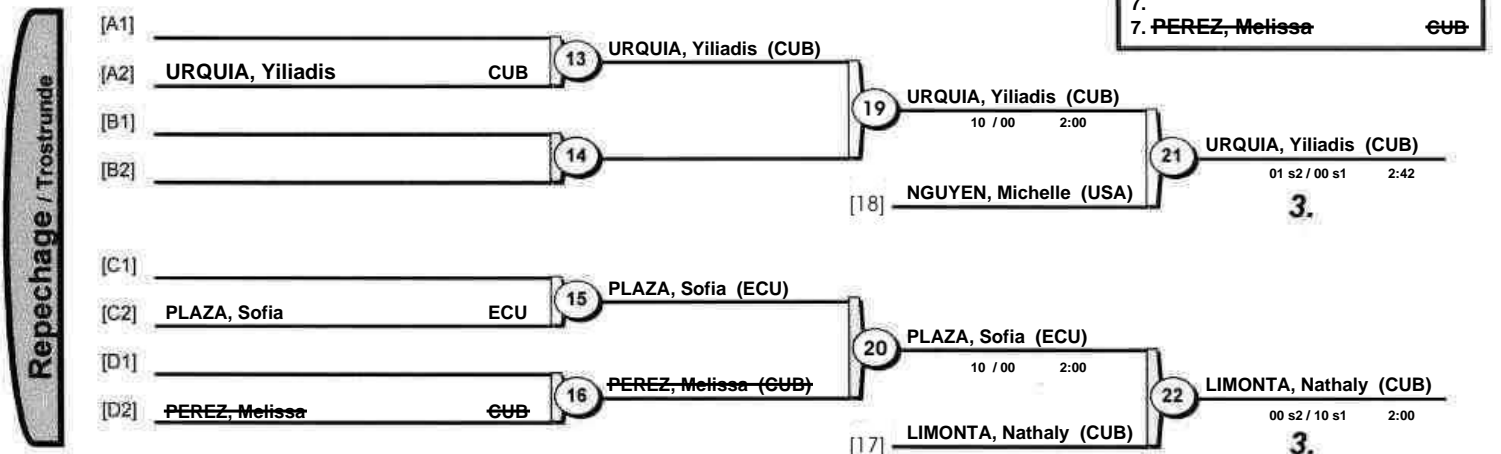 7.
7. PEREZ, Melissa CUB
Repechage / Trostrunde
[A1]
[A2] URQUIA, Yiliadis CUB
13
URQUIA, Yiliadis (CUB)
[B1]
[B2]
14
19
URQUIA, Yiliadis (CUB)
10 / 00 2:00
[18] NGUYEN, Michelle (USA)
21
URQUIA, Yiliadis (CUB)
01 s2 / 00 s1 2:42
3.
[C1]
[C2] PLAZA, Sofia ECU
15
PLAZA, Sofia (ECU)
[D1]
[D2] PEREZ, Melissa CUB
16
PEREZ, Melissa (CUB)
20
PLAZA, Sofia (ECU)
10 / 00 2:00
[17] LIMONTA, Nathaly (CUB)
22
LIMONTA, Nathaly (CUB)
00 s2 / 10 s1 2:00
3.